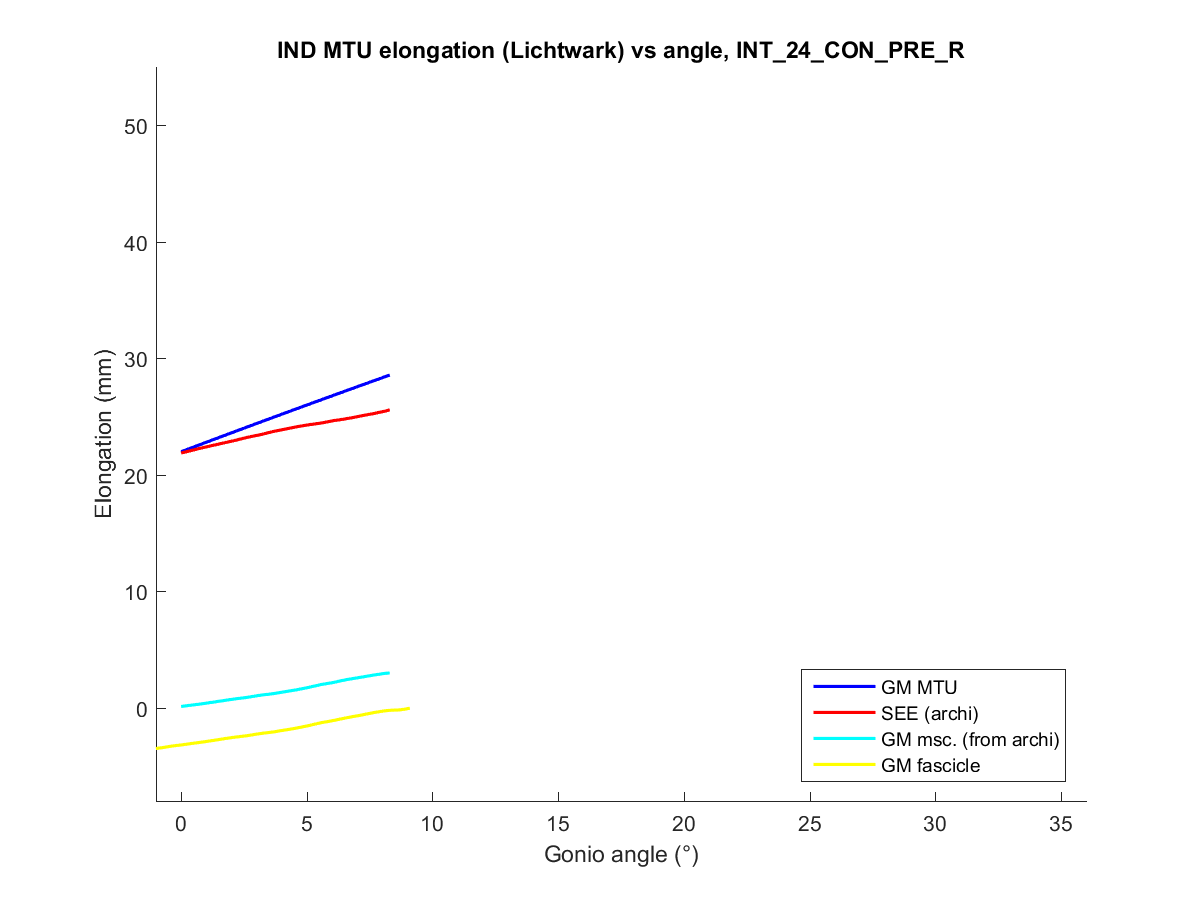 IND MTU elongation (Lichtwark) vs angle, INT_24_CON_PRE_R
50
40
30
20
10
0
Elongation (mm)
GM MTU
SEE (archi)
GM msc. (from archi)
GM fascicle
0 5 10 15 20 25 30 35
Gonio angle (°)